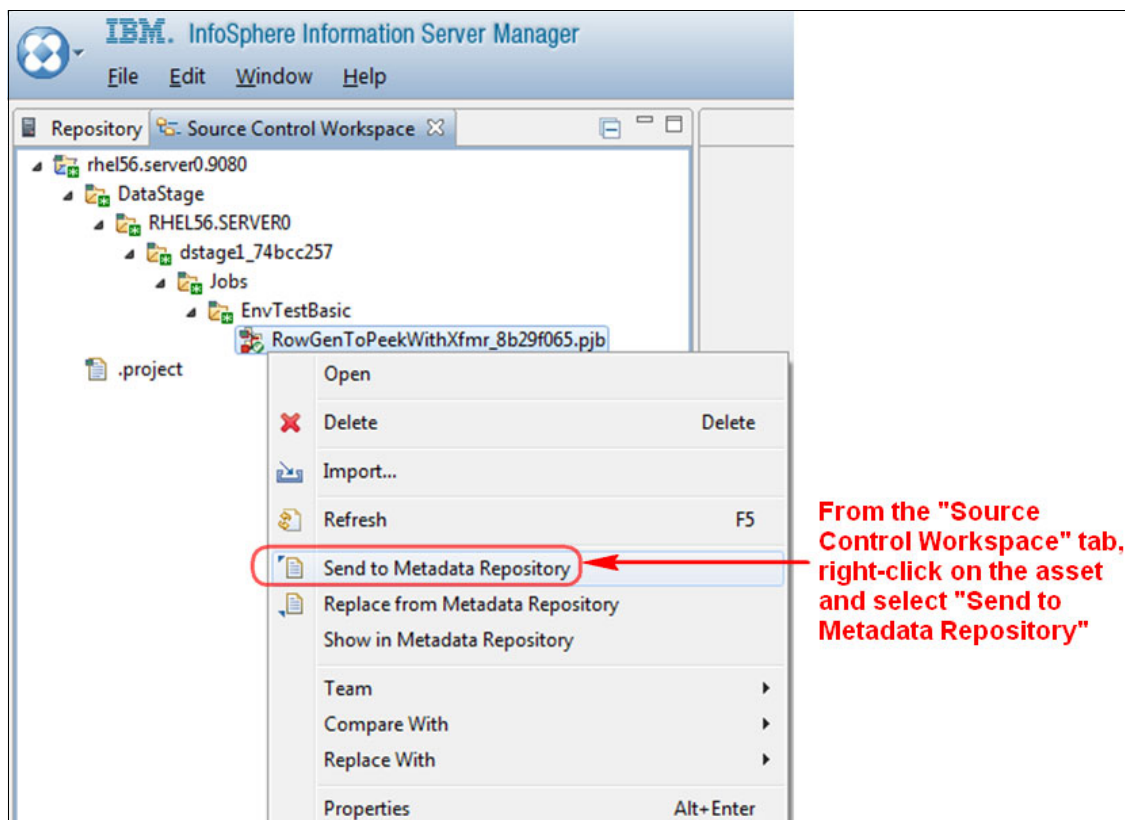 IBM. InfoSphere Information Server Manager
File Edit Window Help
Repository Source Control Workspace
rhel56.server0.9080
DataStage
RHEL56.SERVER0
dstage1_74bcc257
Jobs
EnvTestBasic
RowGenToPeekWithXfmr_8b29f065.pjb
.project
Open
Delete Delete
Import...
Refresh F5
Send to Metadata Repository
Replace from Metadata Repository
Show in Metadata Repository
Team
Compare With
Replace With
Properties Alt+Enter
From the "Source
Control Workspace" tab,
right-click on the asset
and select "Send to
Metadata Repository"